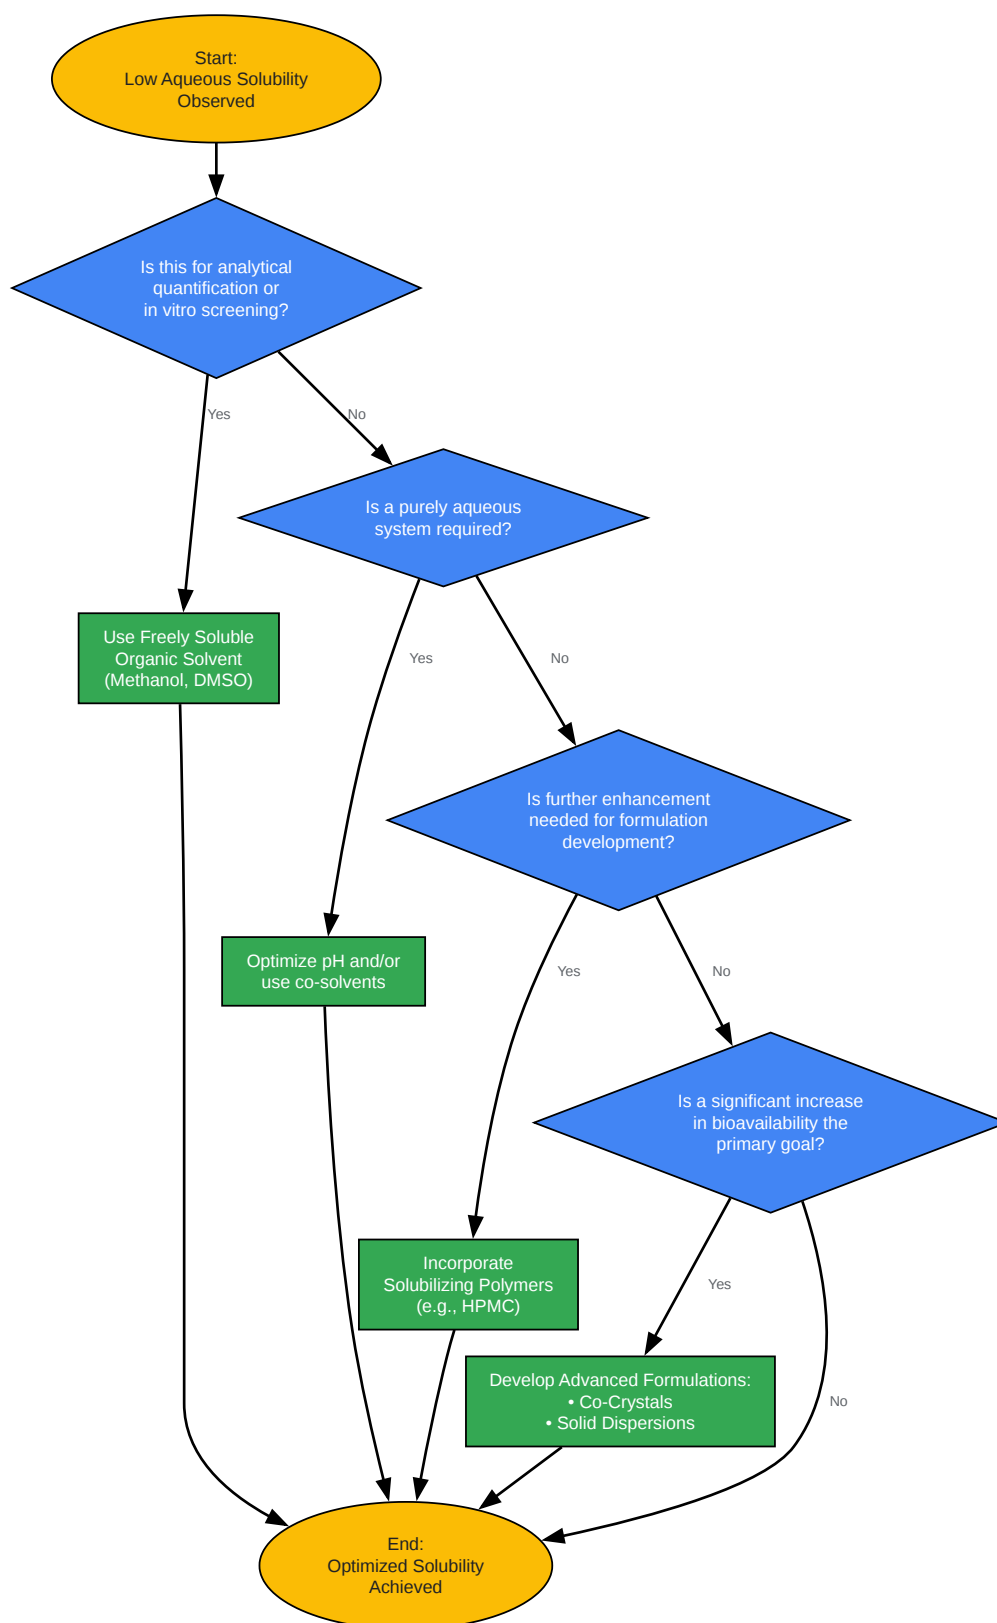 Start:
Low Aqueous Solubility
Observed
Is this for analytical
quantification or
in vitro screening?
Yes
No
Is a purely aqueous
system required?
Use Freely Soluble
Organic Solvent
(Methanol, DMSO)
Yes
No
Is further enhancement
needed for formulation
development?
Optimize pH and/or
use co-solvents
Yes
No
Is a significant increase
in bioavailability the
primary goal?
Incorporate
Solubilizing Polymers
(e.g., HPMC)
Yes
Develop Advanced Formulations:
• Co-Crystals
• Solid Dispersions
No
End:
Optimized Solubility
Achieved